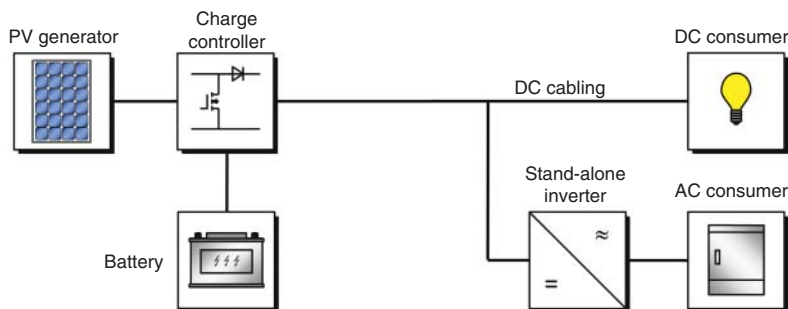 PV generator
Charge
controller
DC consumer
DC cabling
Stand-alone
inverter
AC consumer
Battery